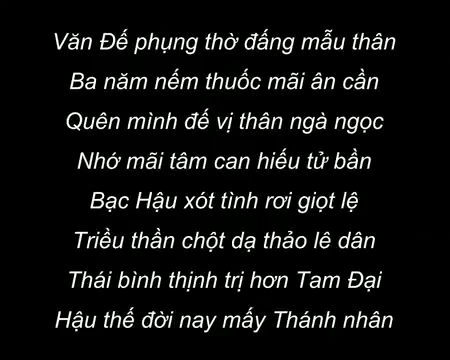 Văn Đế phụng thờ đấng mẫu thân
Ba năm nếm thuốc mãi ân cần
Quên mình đế vị thân ngà ngọc
Nhớ mãi tâm can hiếu tử bần
Bạc Hậu xót tình rơi giọt lệ
Triều thần chột dạ thảo lê dân
Thái bình thịnh trị hơn Tam Đại
Hậu thế đời nay mấy Thánh nhân